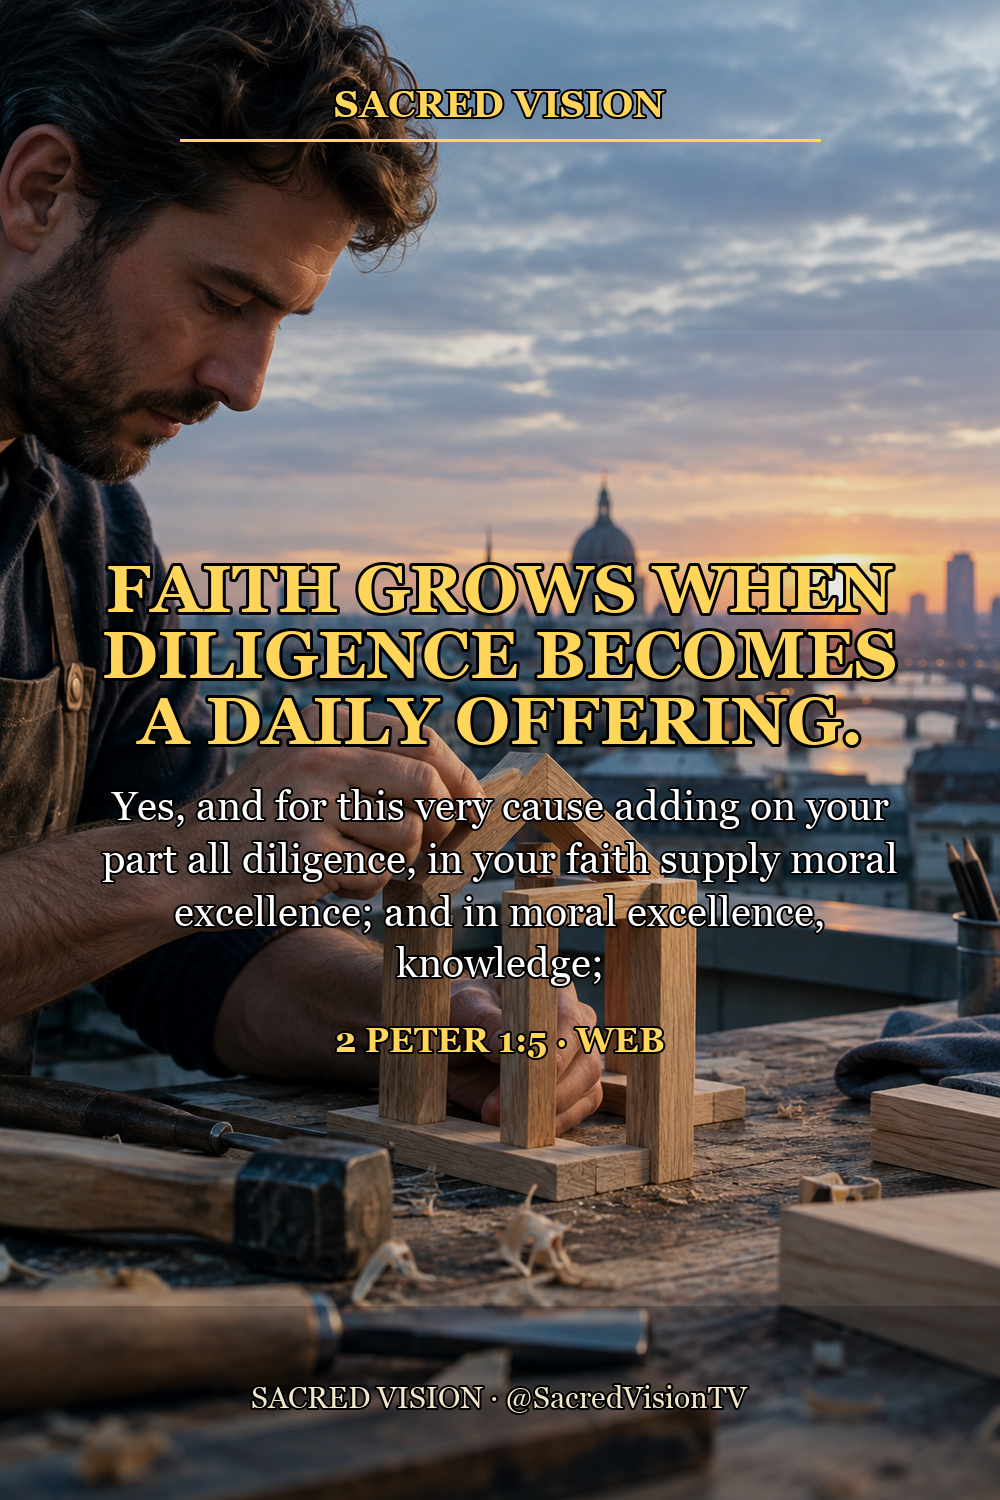 SACRED VISION
FAITH GROWS WHEN
DILIGENCE BECOMES
A DAILY OFFERING.
Yes, and for this very cause adding on your
part all diligence, in your faith supply moral
excellence; and in moral excellence,
knowledge;
2 PETER 1:5 · WEB
SACRED VISION · @SacredVisionTV